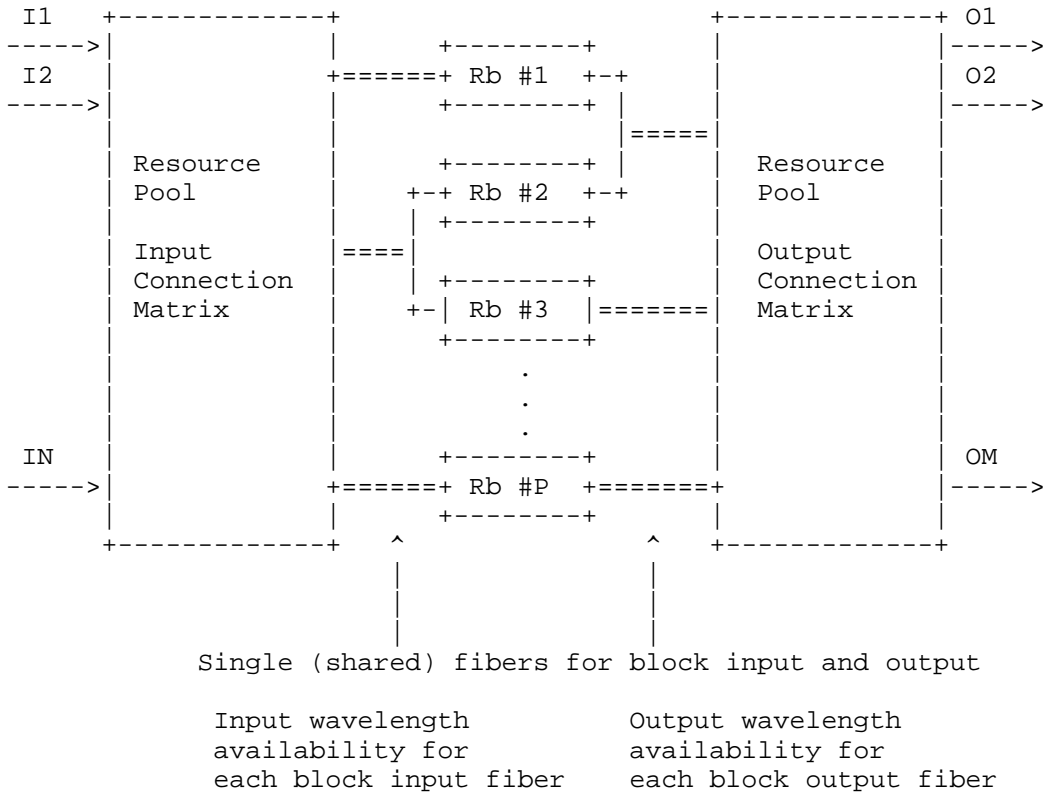 I1 +-------------+ +-------------+ O1
----->| | +--------+ | |----->
I2 | +======+ Rb #1 +-+ | | O2
----->| | +--------+ | | |----->
| | |=====| |
| Resource | +--------+ | | Resource |
| Pool | +-+ Rb #2 +-+ | Pool |
| | | +--------+ | |
| Input |====| | Output |
| Connection | | +--------+ | Connection |
| Matrix | +-| Rb #3 |=======| Matrix |
| | +--------+ | |
| | . | |
| | . | |
| | . | |
IN | | +--------+ | | OM
----->| +======+ Rb #P +=======+ |----->
| | +--------+ | |
+-------------+ ^ ^ +-------------+
| |
| |
| |
Single (shared) fibers for block input and output
Input wavelength Output wavelength
availability for availability for
each block input fiber each block output fiber